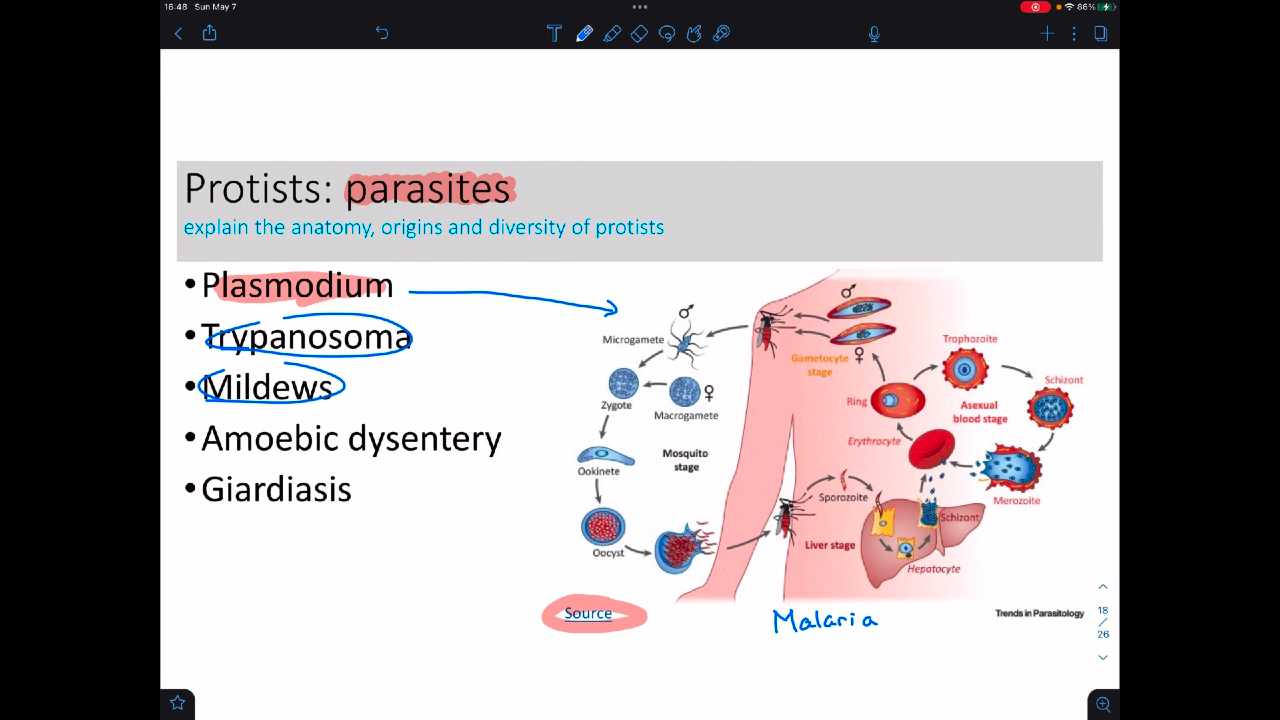 16:48 Sun May 7
86%
Protists: parasites
explain the anatomy, origins and diversity of protists
• Plasmodium
• Trypanosoma
• Mildews
• Amoebic dysentery
• Giardiasis
♂
Microgamete
Zygote
♀
Macrogamete
Ookinete
Mosquito
stage
Oocyst
♂
Gametocyte
stage
♀
Trophozoite
Schizont
Ring
Asexual
blood stage
Erythrocyte
Merozoite
Sporozoite
Schizont
Liver stage
Hepatocyte
Source
Malaria
Trends in Parasitology
18
/
26